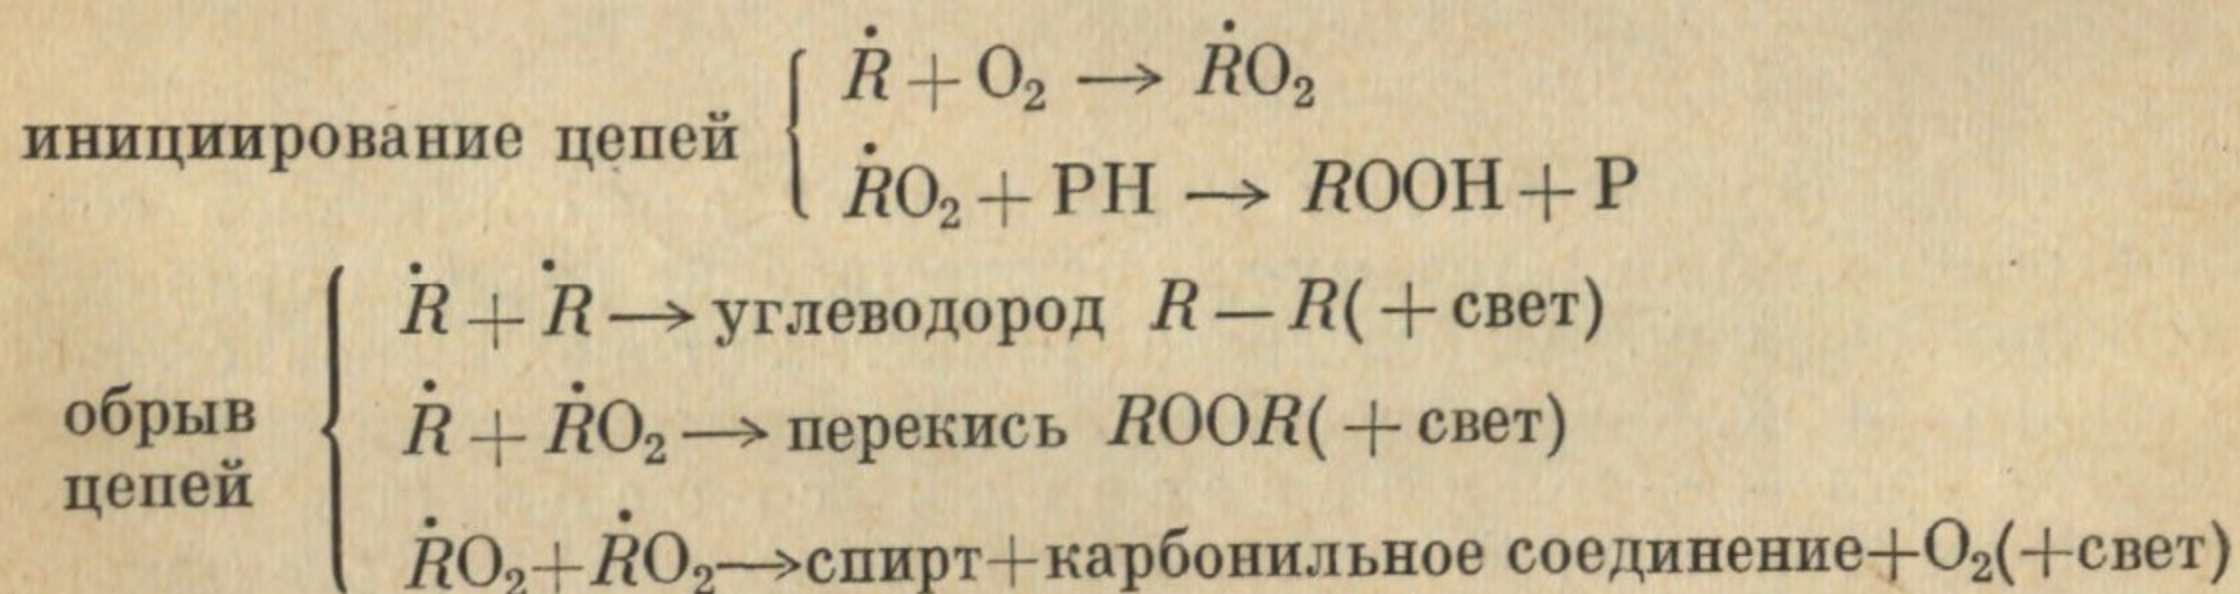 Ṙ + O₂ → ṘO₂
инициирование цепей
ṘO₂ + PH → ROOH + P
Ṙ + Ṙ → углеводород R — R( + свет)
Ṙ + ṘO₂ → перекись ROOR( + свет)
обрыв
цепей
ṘO₂+ṘO₂→спирт+карбонильное соединение+O₂(+свет)